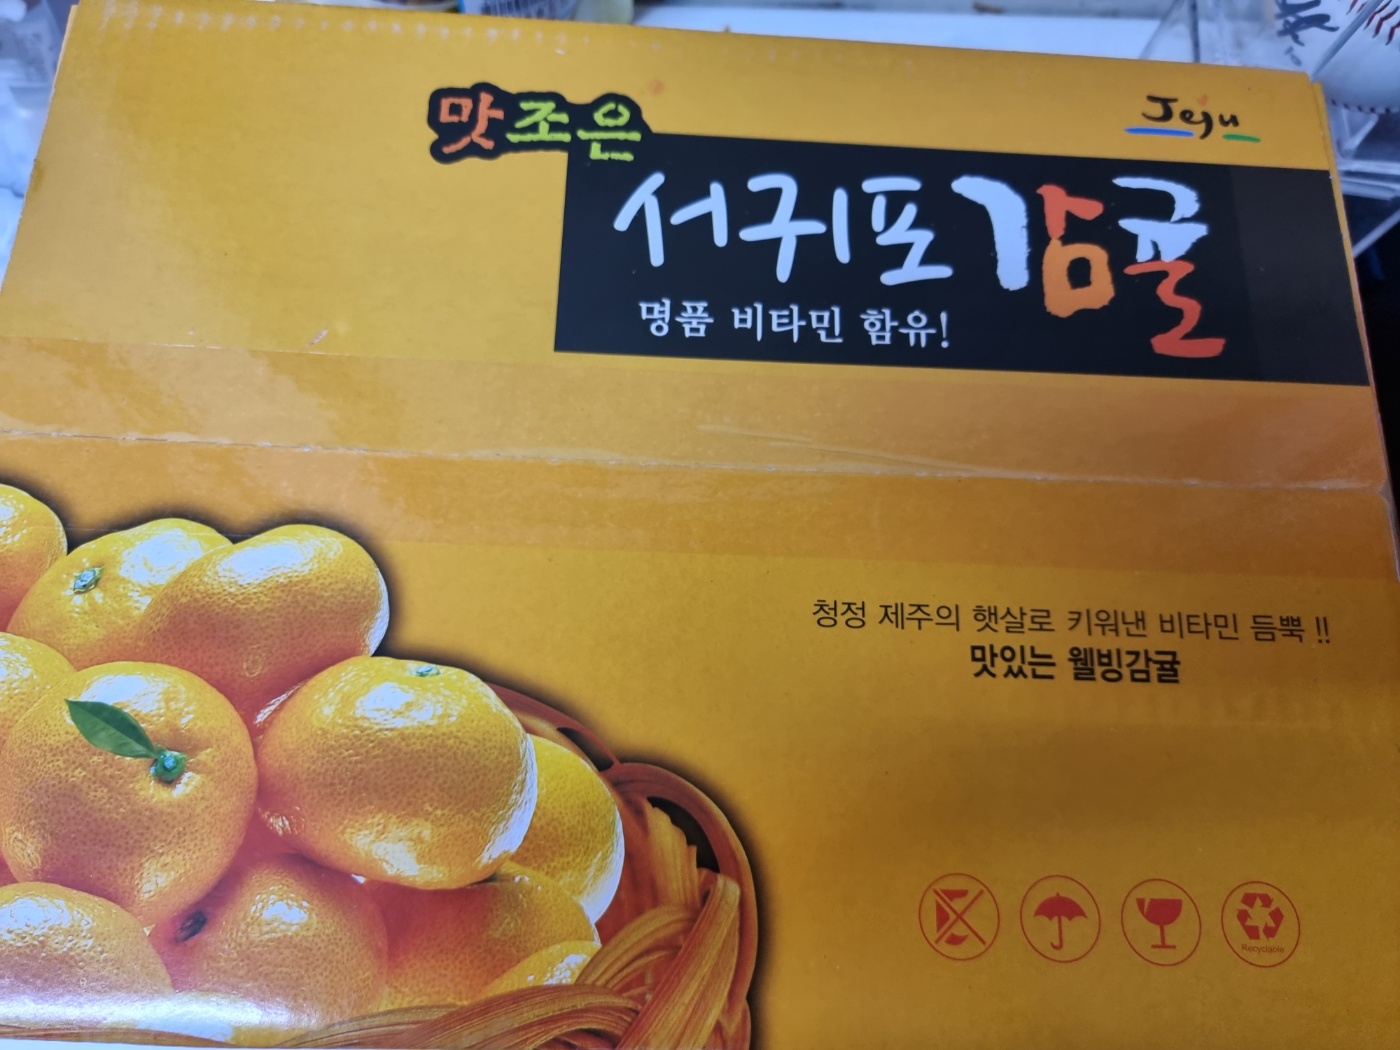 맛조은
Jeju
서귀포감귤
명품 비타민 함유!
청정 제주의 햇살로 키워낸 비타민 듬뿍 !!
맛있는 웰빙감귤
Recyclable